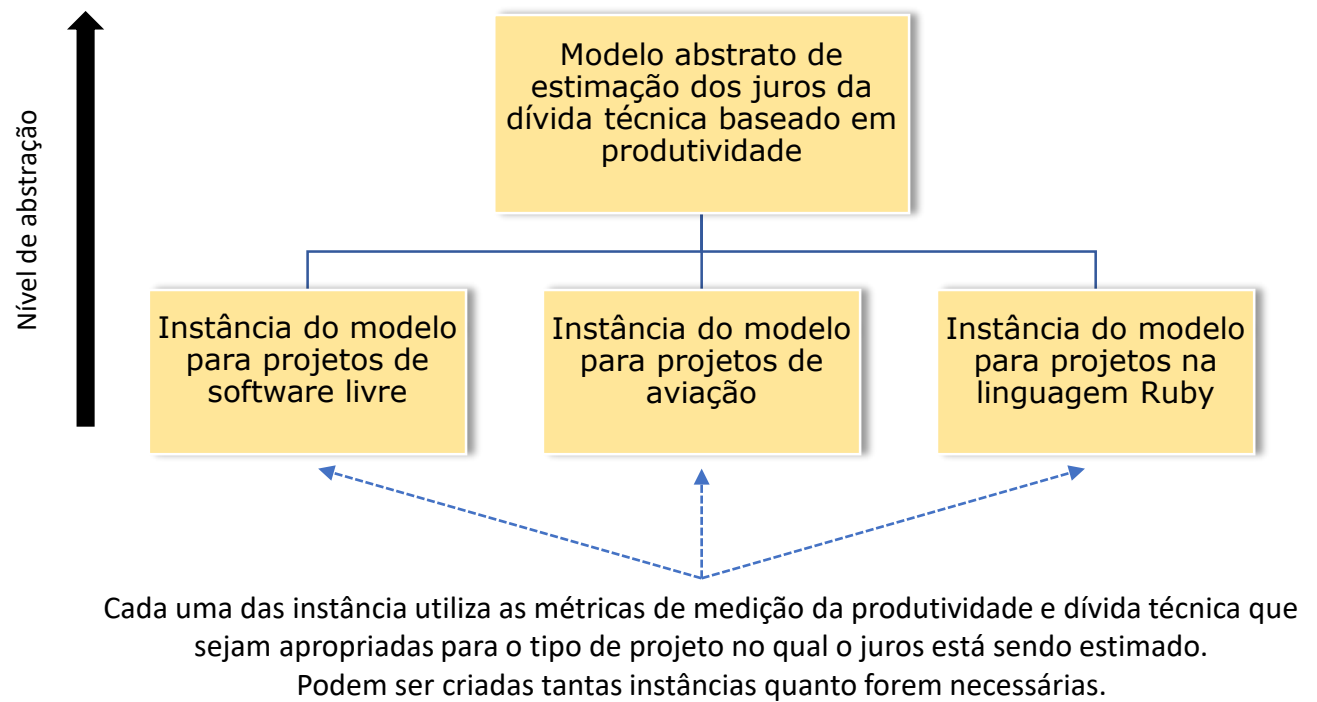 Nível de abstração
Modelo abstrato de
estimação dos juros da
dívida técnica baseado em
produtividade
Instância do modelo
para projetos de
software livre
Instância do modelo
para projetos de
aviação
Instância do modelo
para projetos na
linguagem Ruby
Cada uma das instância utiliza as métricas de medição da produtividade e dívida técnica que
sejam apropriadas para o tipo de projeto no qual o juros está sendo estimado.
Podem ser criadas tantas instâncias quanto forem necessárias.